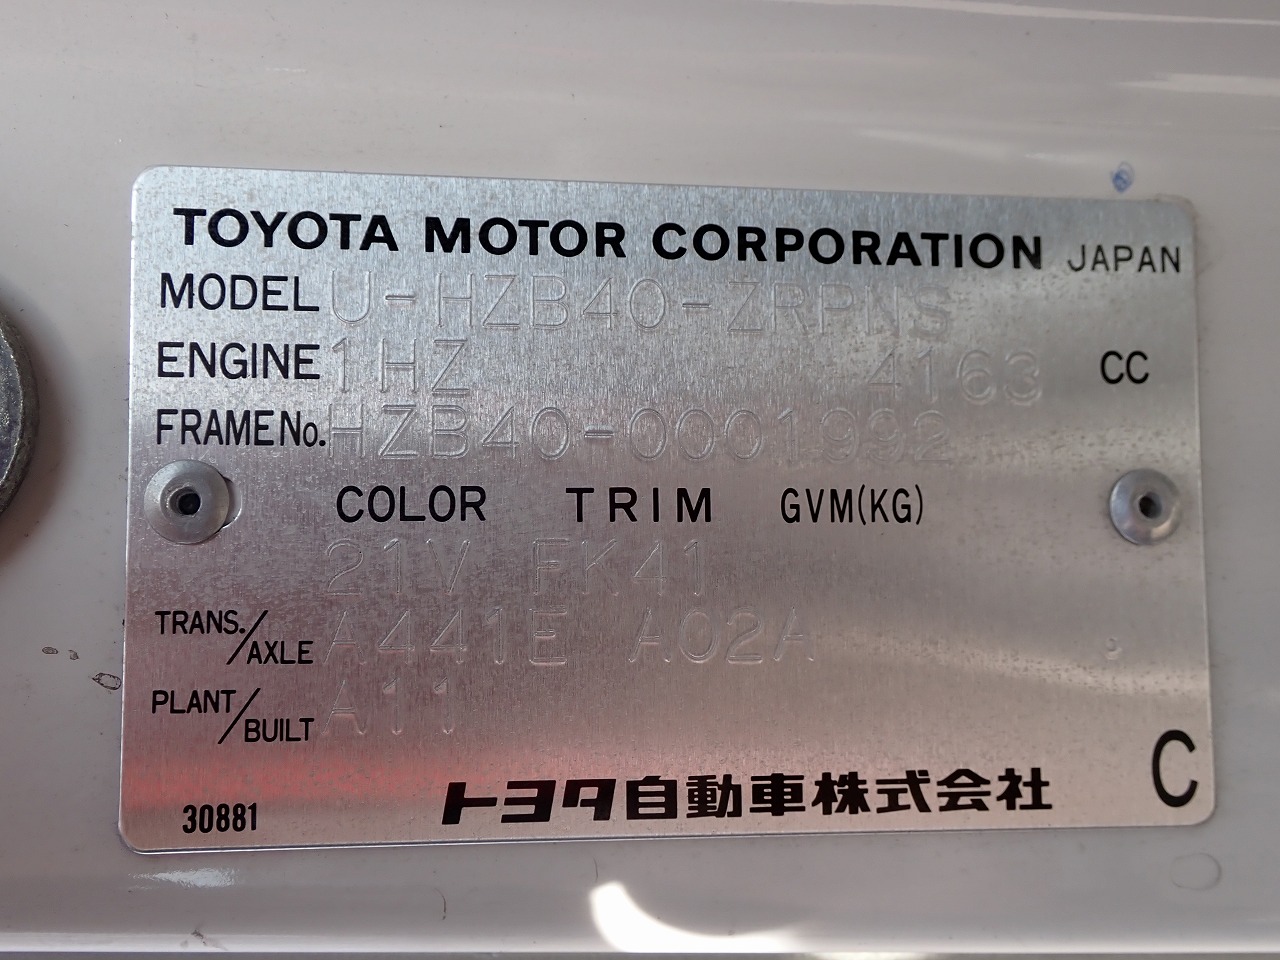 TOYOTA MOTOR CORPORATION JAPAN
MODEL U-HZB40-ZRPNS
ENGINE 1HZ 4163 CC
FRAME No. HZB40-0001992
COLOR TRIM GVM(KG)
21V FK41
TRANS./AXLE A441E A02A
PLANT/BUILT A11
C
30881 トヨタ自動車株式会社